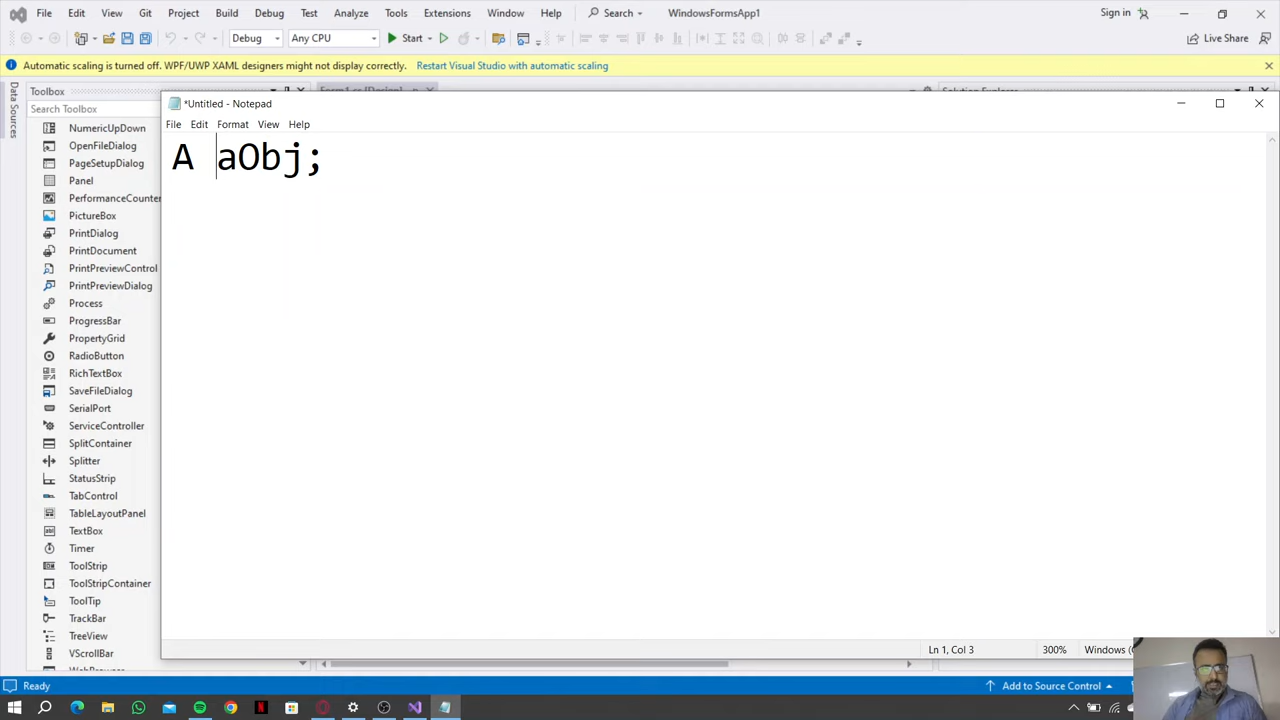 File Edit View Git Project Build Debug Test Analyze Tools Extensions Window Help Search WindowsFormsApp1 Sign in
Debug Any CPU Start Live Share
Automatic scaling is turned off. WPF/UWP XAML designers might not display correctly. Restart Visual Studio with automatic scaling
Data Sources
Toolbox
Search Toolbox
NumericUpDown
OpenFileDialog
PageSetupDialog
Panel
PerformanceCounter
PictureBox
PrintDialog
PrintDocument
PrintPreviewControl
PrintPreviewDialog
Process
ProgressBar
PropertyGrid
RadioButton
RichTextBox
SaveFileDialog
SerialPort
ServiceController
SplitContainer
Splitter
StatusStrip
TabControl
TableLayoutPanel
TextBox
Timer
ToolStrip
ToolStripContainer
ToolTip
TrackBar
TreeView
VScrollBar
*Untitled - Notepad
File Edit Format View Help
A aObj;
Ln 1, Col 3 300% Windows (
Ready Add to Source Control